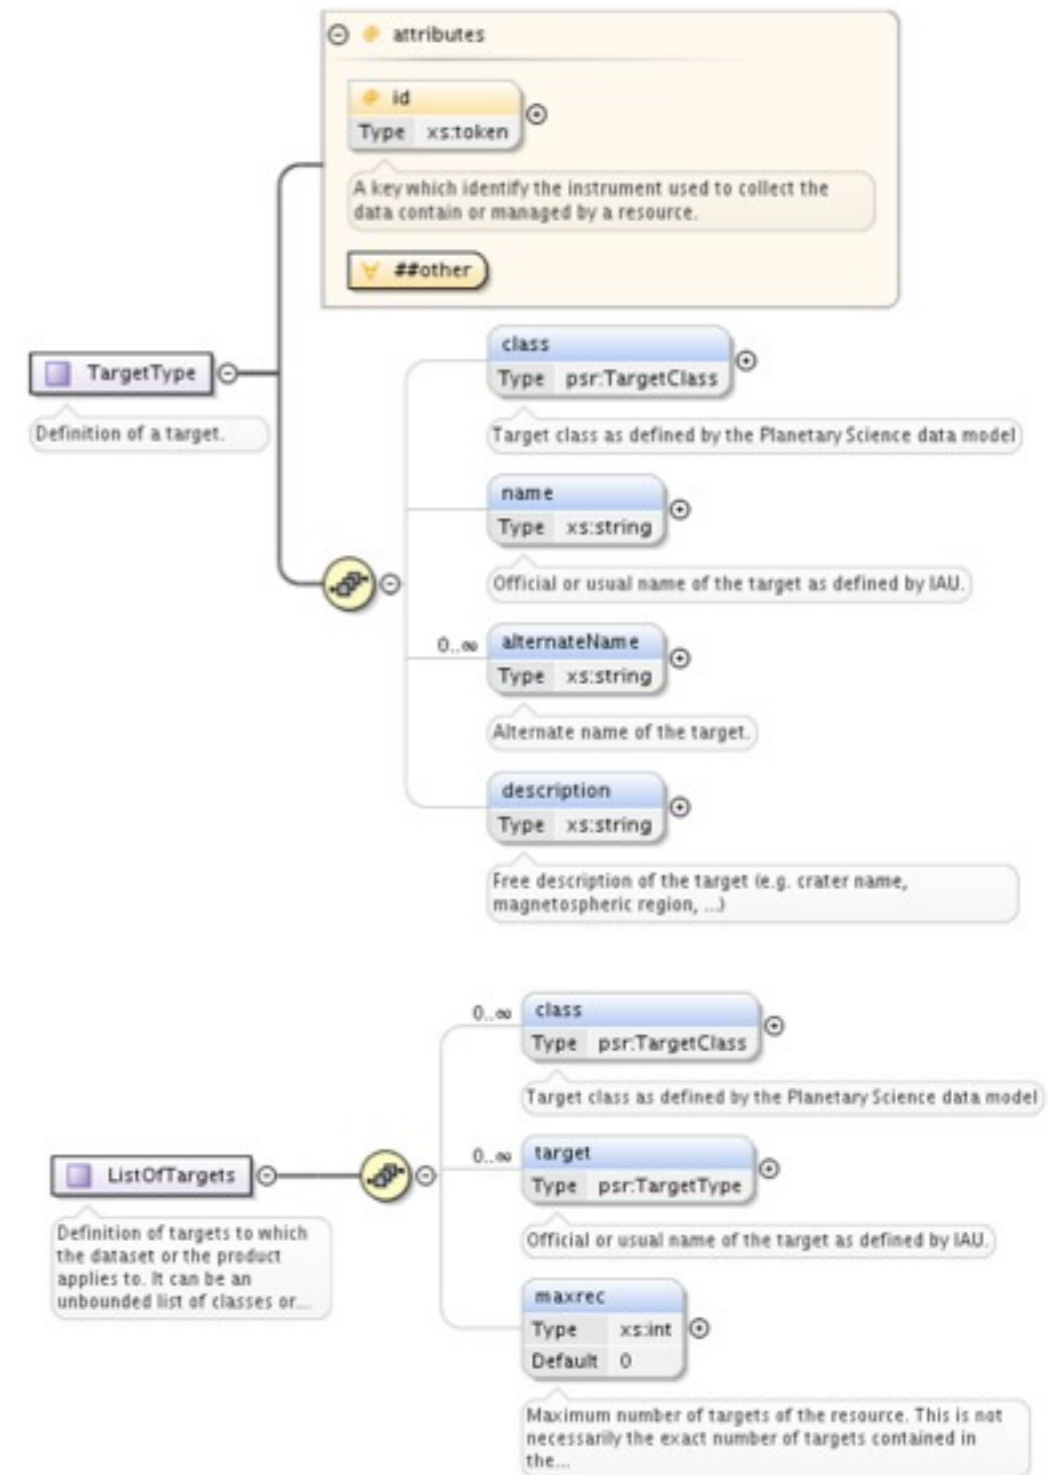 attributes
id
Type xs:token
A key which identify the instrument used to collect the
data contain or managed by a resource.
##other
TargetType
Definition of a target.
class
Type psr:TargetClass
Target class as defined by the Planetary Science data model
name
Type xs:string
Official or usual name of the target as defined by IAU.
0..∞
alternateName
Type xs:string
Alternate name of the target.
description
Type xs:string
Free description of the target (e.g. crater name,
magnetospheric region, ...)
ListOfTargets
Definition of targets to which
the dataset or the product
applies to. It can be an
unbounded list of classes or...
0..∞
class
Type psr:TargetClass
Target class as defined by the Planetary Science data model
0..∞
target
Type psr:TargetType
Official or usual name of the target as defined by IAU.
maxrec
Type xs:int
Default 0
Maximum number of targets of the resource. This is not
necessarily the exact number of targets contained in
the...